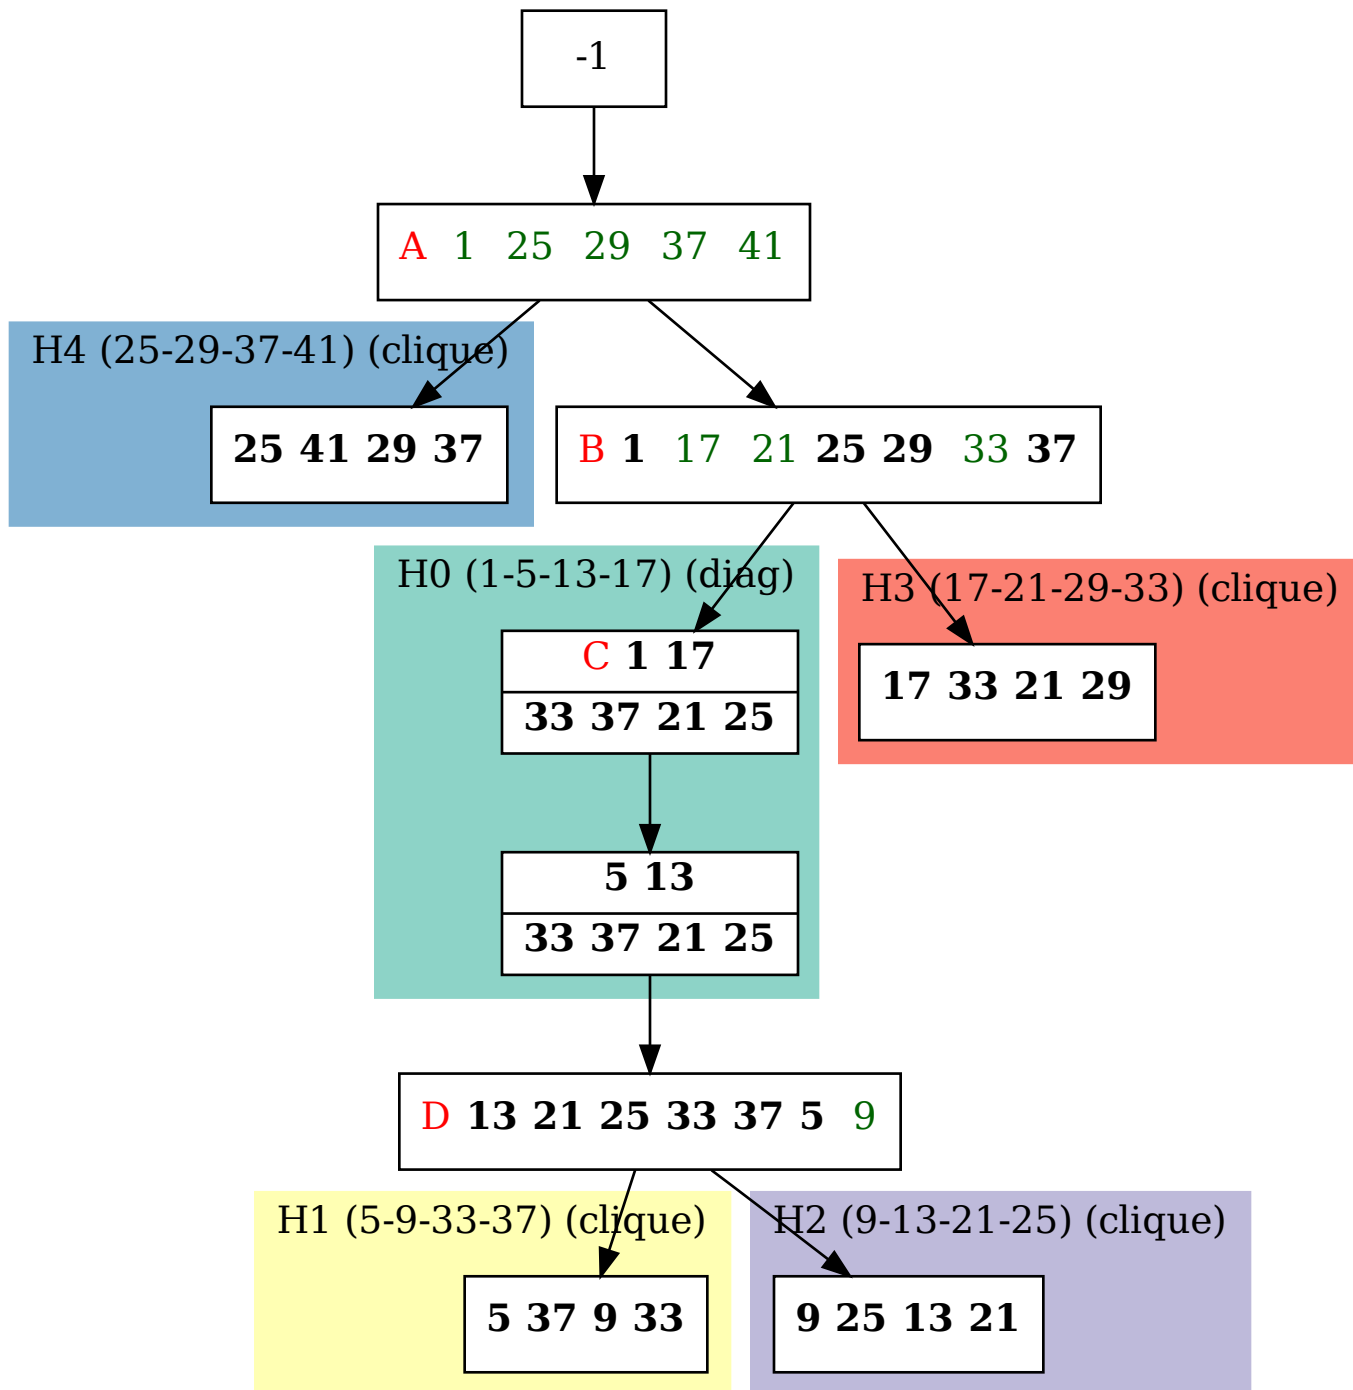 -1
A 1 25 29 37 41
H4 (25-29-37-41) (clique)
25 41 29 37
B 1 17 21 25 29 33 37
H0 (1-5-13-17) (diag)
H3 (17-21-29-33) (clique)
C 1 17
33 37 21 25
17 33 21 29
5 13
33 37 21 25
D 13 21 25 33 37 5 9
H1 (5-9-33-37) (clique)
H2 (9-13-21-25) (clique)
5 37 9 33
9 25 13 21